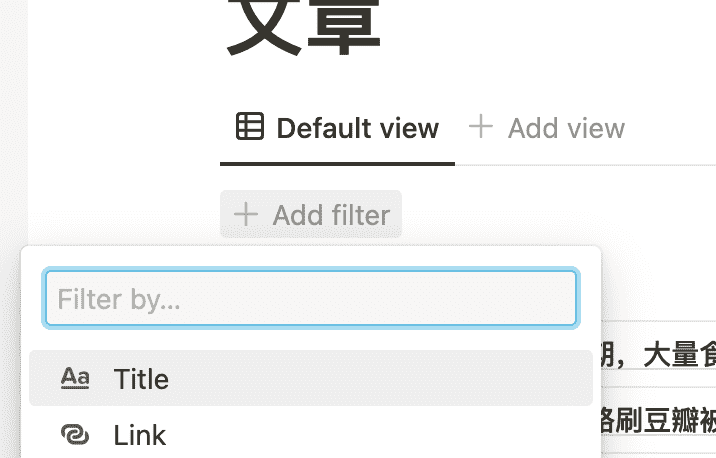 文章
Default view + Add view
+ Add filter
Filter by...
Aa Title
期，大量食
Link
路刷豆瓣被